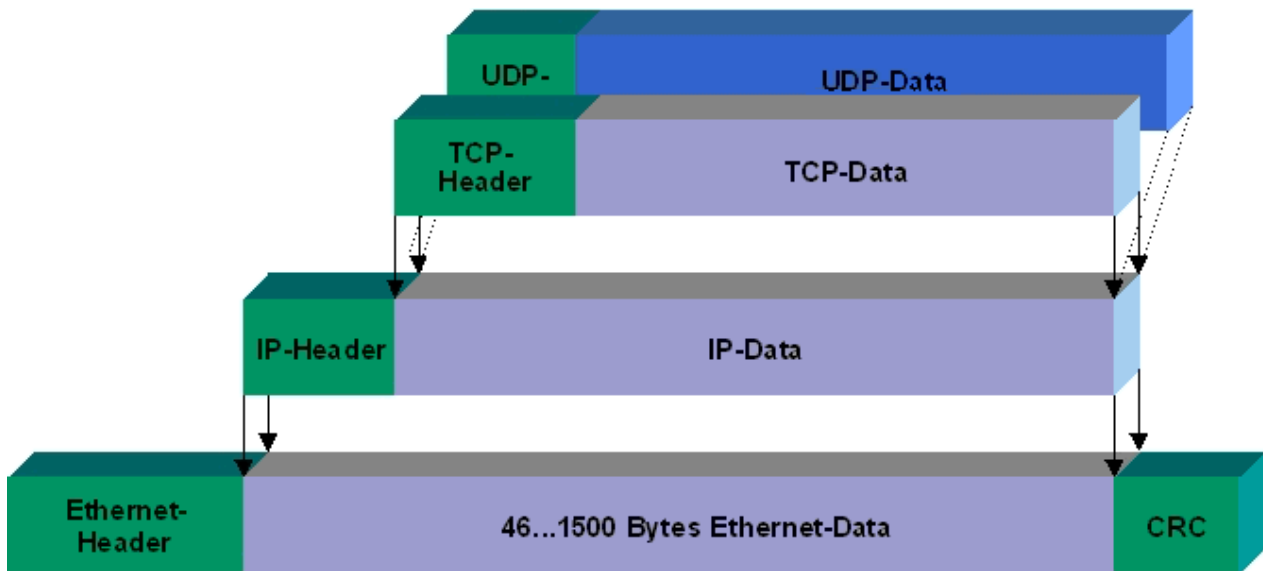 UDP-
UDP-Data
TCP-
Header
TCP-Data
IP-Header
IP-Data
Ethernet-
Header
46...1500 Bytes Ethernet-Data
CRC